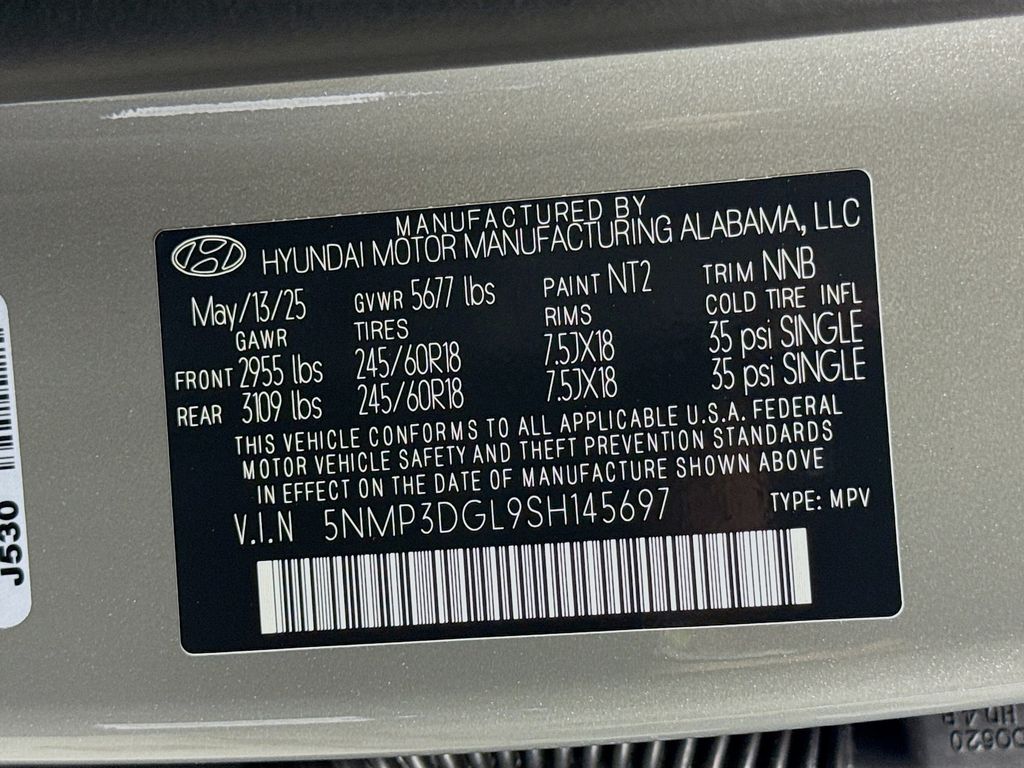 MANUFACTURED BY
HYUNDAI MOTOR MANUFACTURING ALABAMA, LLC
May/13/25 GVWR 5677 lbs PAINT NT2 TRIM NNB
GAWR TIRES RIMS COLD TIRE INFL
FRONT 2955 lbs 245/60R18 7.5JX18 35 psi SINGLE
REAR 3109 lbs 245/60R18 7.5JX18 35 psi SINGLE
THIS VEHICLE CONFORMS TO ALL APPLICABLE U.S.A. FEDERAL
MOTOR VEHICLE SAFETY AND THEFT PREVENTION STANDARDS
IN EFFECT ON THE DATE OF MANUFACTURE SHOWN ABOVE
V.I.N 5NMP3DGL9SH145697 TYPE: MPV
J530